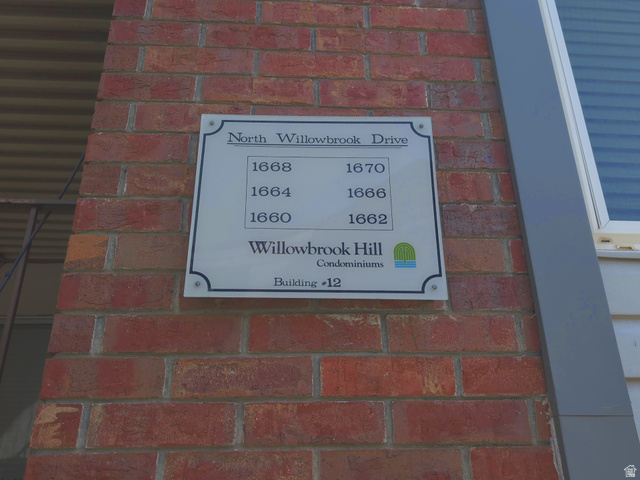 North Willowbrook Drive
1668 1670
1664 1666
1660 1662
Willowbrook Hill
Condominiums
Building #12